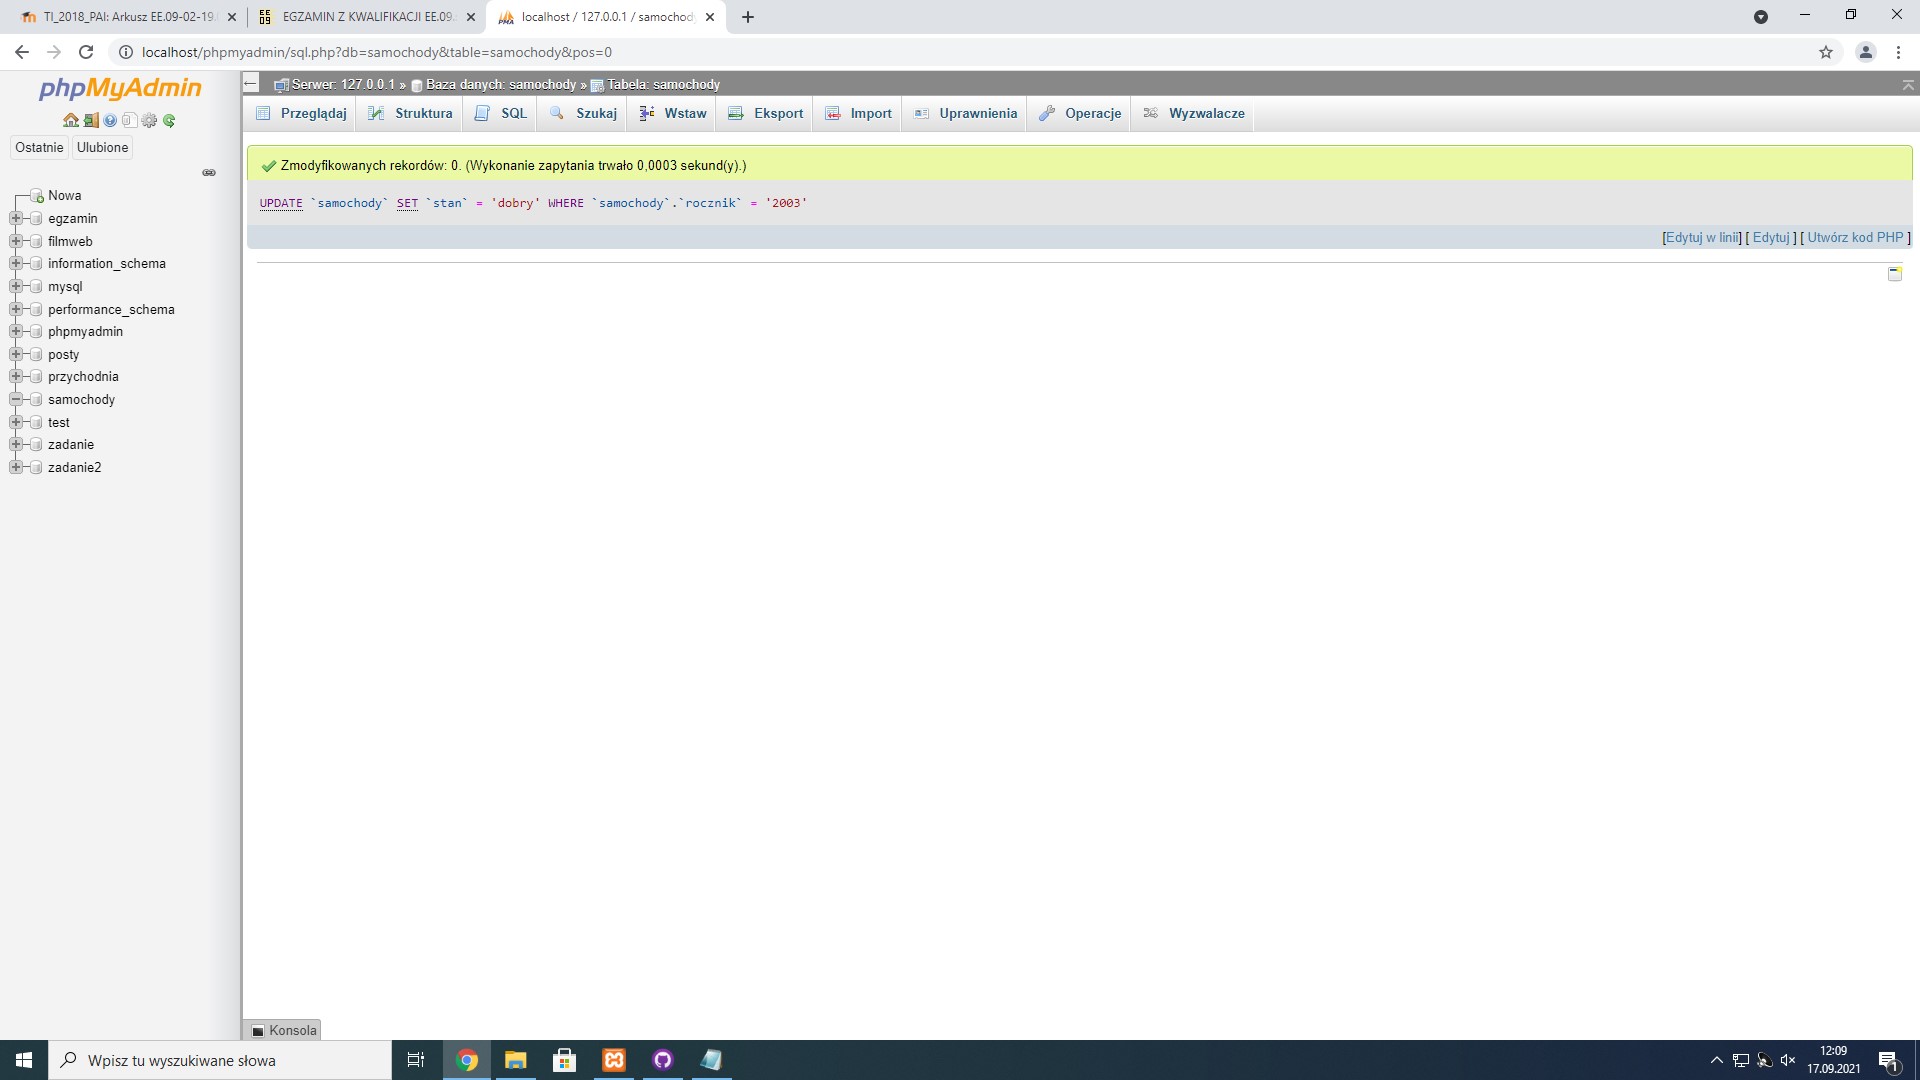 TI_2018_PAI: Arkusz EE.09-02-19.0
EE 09
EGZAMIN Z KWALIFIKACJI EE.09.
localhost / 127.0.0.1 / samochody
localhost/phpmyadmin/sql.php?db=samochody&table=samochody&pos=0
phpMyAdmin
Ostatnie
Ulubione
Nowa
egzamin
filmweb
information_schema
mysql
performance_schema
phpmyadmin
posty
przychodnia
samochody
test
zadanie
zadanie2
Serwer: 127.0.0.1 » Baza danych: samochody » Tabela: samochody
Przeglądaj Struktura SQL Szukaj Wstaw Eksport Import Uprawnienia Operacje Wyzwalacze
Zmodyfikowanych rekordów: 0. (Wykonanie zapytania trwało 0,0003 sekund(y).)
UPDATE `samochody` SET `stan` = 'dobry' WHERE `samochody`.`rocznik` = '2003'
[Edytuj w linii] [ Edytuj ] [ Utwórz kod PHP ]
Konsola
Wpisz tu wyszukiwane słowa
12:09
17.09.2021
1